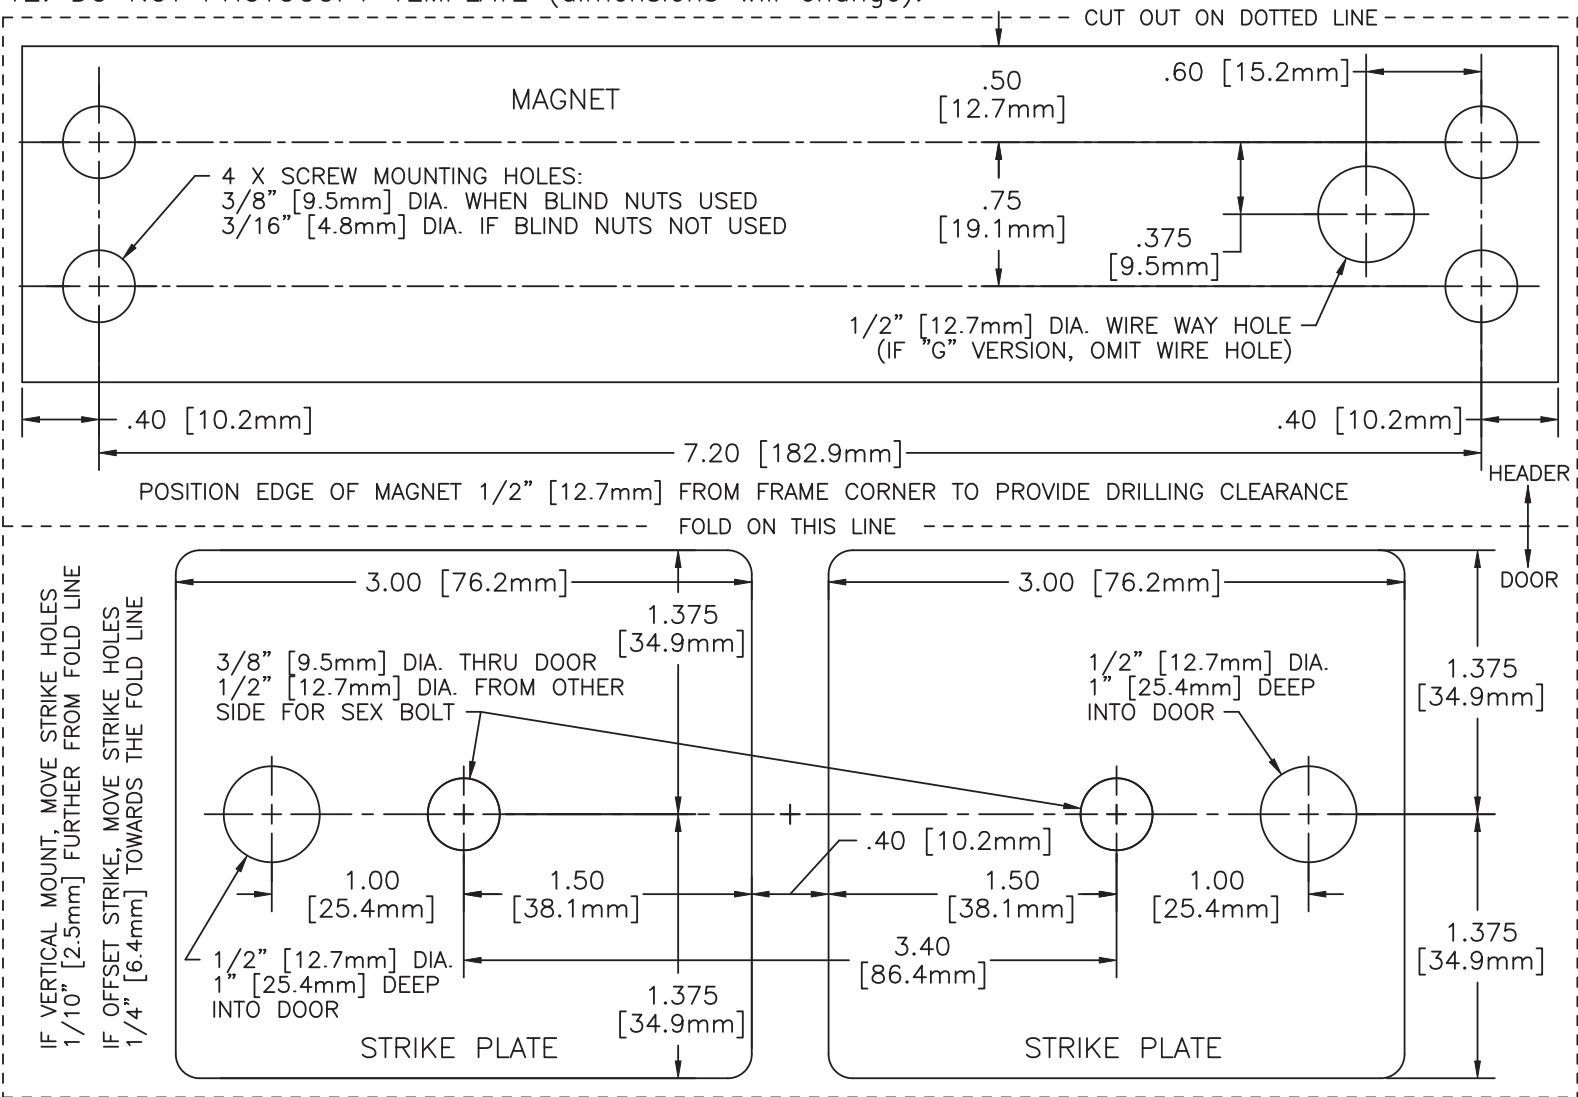 CUT OUT ON DOTTED LINE
.60 [15.2mm]
MAGNET
.50
[12.7mm]
4 X SCREW MOUNTING HOLES:
3/8” [9.5mm] DIA. WHEN BLIND NUTS USED
3/16” [4.8mm] DIA. IF BLIND NUTS NOT USED
.75
[19.1mm]
.375
[9.5mm]
1/2” [12.7mm] DIA. WIRE WAY HOLE
(IF ”G” VERSION, OMIT WIRE HOLE)
.40 [10.2mm]
.40 [10.2mm]
7.20 [182.9mm]
HEADER
POSITION EDGE OF MAGNET 1/2” [12.7mm] FROM FRAME CORNER TO PROVIDE DRILLING CLEARANCE
FOLD ON THIS LINE
DOOR
IF VERTICAL MOUNT, MOVE STRIKE HOLES
1/10” [2.5mm] FURTHER FROM FOLD LINE
IF OFFSET STRIKE, MOVE STRIKE HOLES
1/4” [6.4mm] TOWARDS THE FOLD LINE
3.00 [76.2mm]
3.00 [76.2mm]
1.375
[34.9mm]
3/8” [9.5mm] DIA. THRU DOOR
1/2” [12.7mm] DIA. FROM OTHER
SIDE FOR SEX BOLT
1/2” [12.7mm] DIA.
1” [25.4mm] DEEP
INTO DOOR
1.375
[34.9mm]
.40 [10.2mm]
1.00
[25.4mm]
1.50
[38.1mm]
1.50
[38.1mm]
1.00
[25.4mm]
3.40
[86.4mm]
1/2” [12.7mm] DIA.
1” [25.4mm] DEEP
INTO DOOR
1.375
[34.9mm]
1.375
[34.9mm]
STRIKE PLATE
STRIKE PLATE